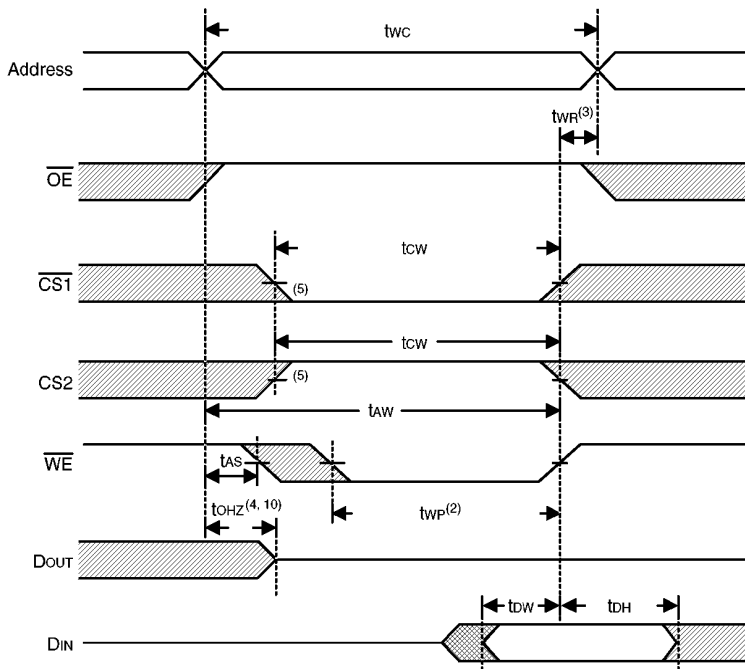 tWC
Address
tWR(3)
OE
tCW
CS1
(5)
tCW
CS2
(5)
tAW
WE
tAS
tOHZ(4, 10)
tWP(2)
DOUT
tDW
tDH
DIN